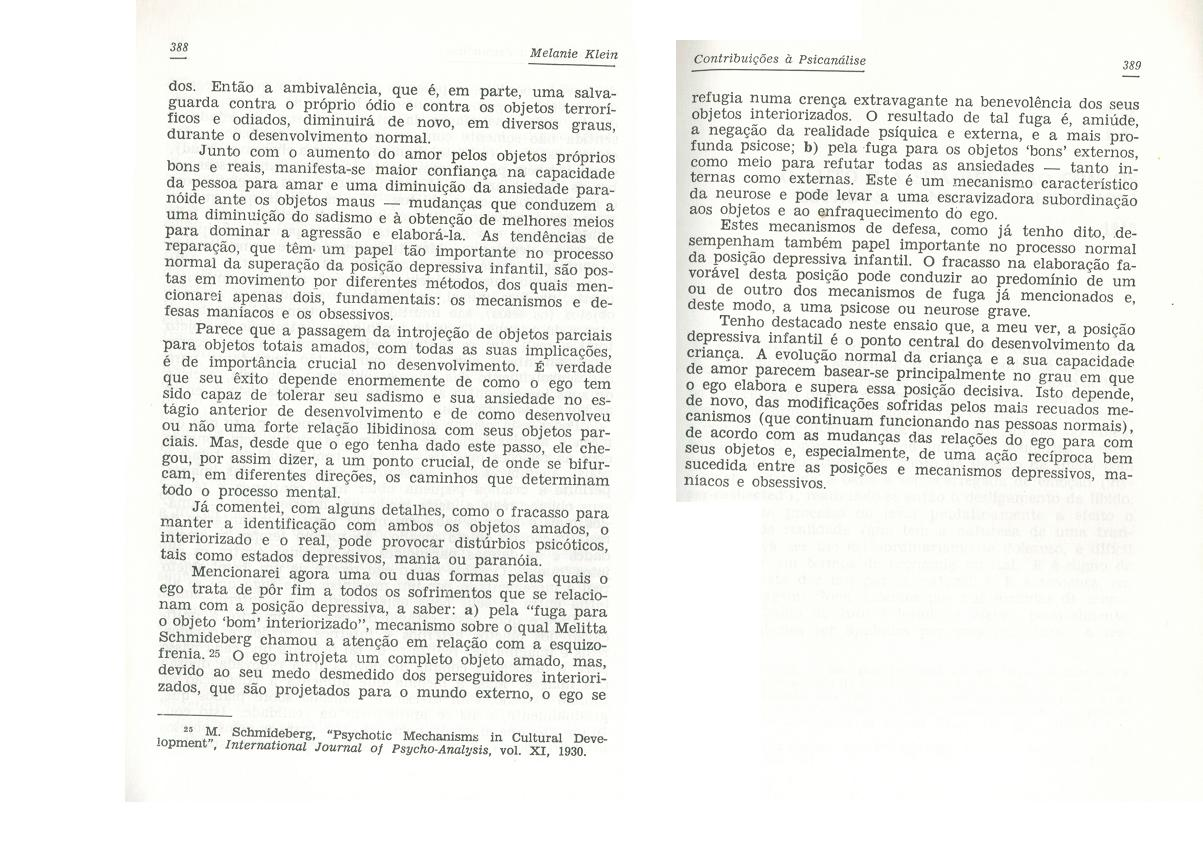 388
Melanie Klein
dos. Então a ambivalência, que é, em parte, uma salva-
guarda contra o próprio ódio e contra os objetos terrorí-
ficos e odiados, diminuirá de novo, em diversos graus,
durante o desenvolvimento normal.
Junto com o aumento do amor pelos objetos próprios
bons e reais, manifesta-se maior confiança na capacidade
da pessoa para amar e uma diminuição da ansiedade para-
nóide ante os objetos maus — mudanças que conduzem a
uma diminuição do sadismo e à obtenção de melhores meios
para dominar a agressão e elaborá-la. As tendências de
reparação, que têm um papel tão importante no processo
normal da superação da posição depressiva infantil, são pos-
tas em movimento por diferentes métodos, dos quais men-
cionarei apenas dois, fundamentais: os mecanismos e de-
fesas maníacos e os obsessivos.
Parece que a passagem da introjeção de objetos parciais
para objetos totais amados, com todas as suas implicações,
é de importância crucial no desenvolvimento. É verdade
que seu êxito depende enormemente de como o ego tem
sido capaz de tolerar seu sadismo e sua ansiedade no es-
tágio anterior de desenvolvimento e de como desenvolveu
ou não uma forte relação libidinosa com seus objetos par-
ciais. Mas, desde que o ego tenha dado este passo, ele che-
gou, por assim dizer, a um ponto crucial, de onde se bifur-
cam, em diferentes direções, os caminhos que determinam
todo o processo mental.
Já comentei, com alguns detalhes, como o fracasso para
manter a identificação com ambos os objetos amados, o
interiorizado e o real, pode provocar distúrbios psicóticos,
tais como estados depressivos, mania ou paranóia.
Mencionarei agora uma ou duas formas pelas quais o
ego trata de pôr fim a todos os sofrimentos que se relacio-
nam com a posição depressiva, a saber: a) pela “fuga para
o objeto ‘bom’ interiorizado”, mecanismo sobre o qual Melitta
Schmideberg chamou a atenção em relação com a esquizo-
frenia. 25 O ego introjeta um completo objeto amado, mas,
devido ao seu medo desmedido dos perseguidores interiori-
zados, que são projetados para o mundo externo, o ego se
25 M. Schmideberg, “Psychotic Mechanisms in Cultural Deve-
lopment”, International Journal of Psycho-Analysis, vol. XI, 1930.
Contribuições à Psicanálise
389
refugia numa crença extravagante na benevolência dos seus
objetos interiorizados. O resultado de tal fuga é, amiúde,
a negação da realidade psíquica e externa, e a mais pro-
funda psicose; b) pela fuga para os objetos ‘bons’ externos,
como meio para refutar todas as ansiedades — tanto in-
ternas como externas. Este é um mecanismo característico
da neurose e pode levar a uma escravizadora subordinação
aos objetos e ao enfraquecimento do ego.
Estes mecanismos de defesa, como já tenho dito, de-
sempenham também papel importante no processo normal
da posição depressiva infantil. O fracasso na elaboração fa-
vorável desta posição pode conduzir ao predomínio de um
ou de outro dos mecanismos de fuga já mencionados e,
deste modo, a uma psicose ou neurose grave.
Tenho destacado neste ensaio que, a meu ver, a posição
depressiva infantil é o ponto central do desenvolvimento da
criança. A evolução normal da criança e a sua capacidade
de amor parecem basear-se principalmente no grau em que
o ego elabora e supera essa posição decisiva. Isto depende,
de novo, das modificações sofridas pelos mais recuados me-
canismos (que continuam funcionando nas pessoas normais),
de acordo com as mudanças das relações do ego para com
seus objetos e, especialmente, de uma ação recíproca bem
sucedida entre as posições e mecanismos depressivos, ma-
níacos e obsessivos.